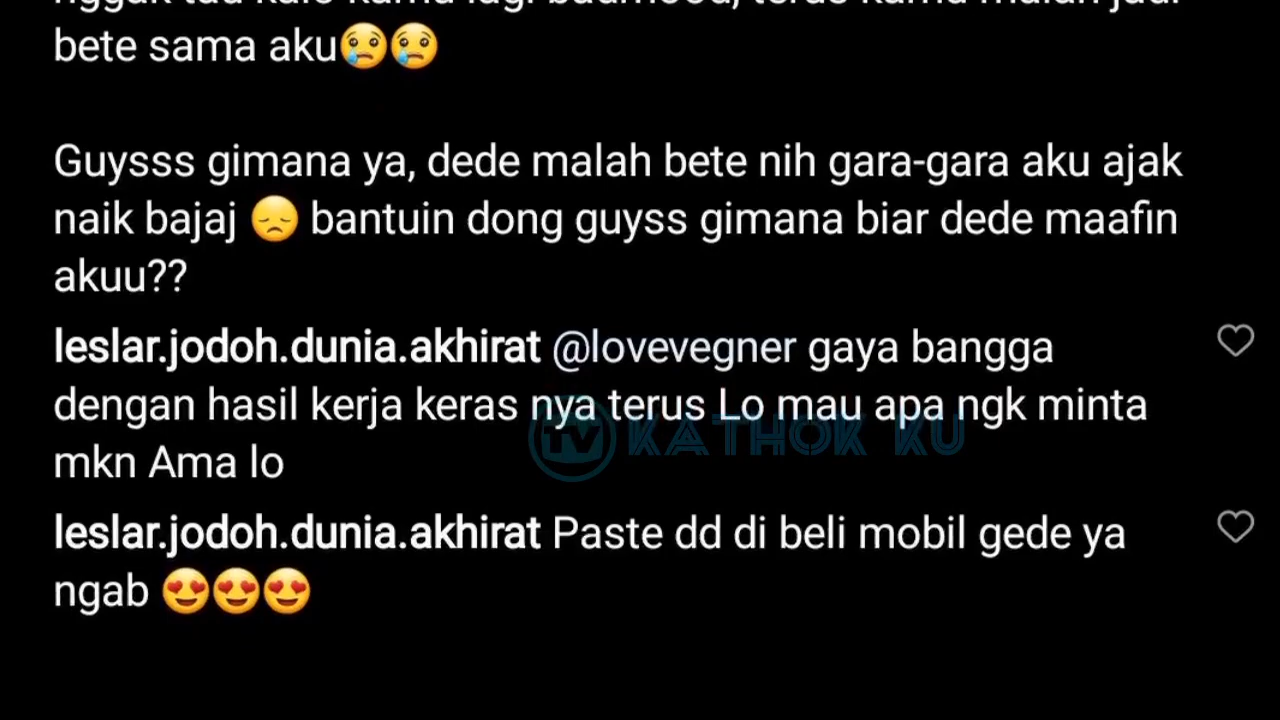 bete sama aku😢😢
Guysss gimana ya, dede malah bete nih gara-gara aku ajak
naik bajaj 😞 bantuin dong guyss gimana biar dede maafin
akuu??
leslar.jodoh.dunia.akhirat @lovevegner gaya bangga
dengan hasil kerja keras nya terus Lo mau apa ngk minta
mkn Ama lo
TV KATHOK KU
leslar.jodoh.dunia.akhirat Paste dd di beli mobil gede ya
ngab 😍😍😍